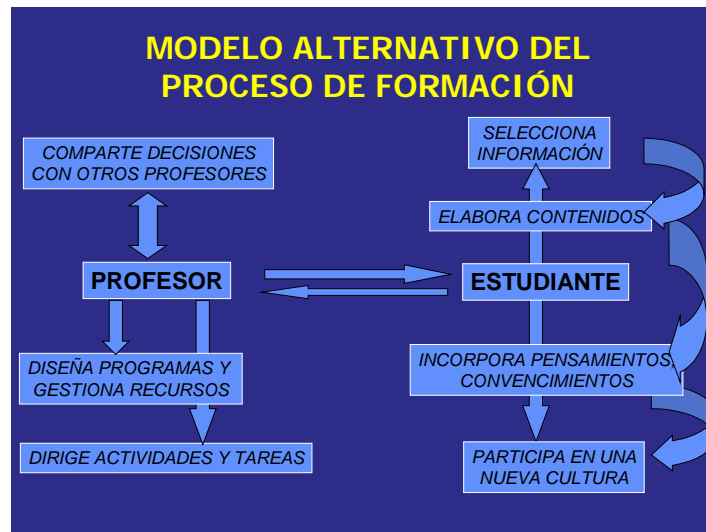 MODELO ALTERNATIVO DEL
PROCESO DE FORMACIÓN
COMPARTE DECISIONES
CON OTROS PROFESORES
PROFESOR
DISEÑA PROGRAMAS Y
GESTIONA RECURSOS
DIRIGE ACTIVIDADES Y TAREAS
SELECCIONA
INFORMACIÓN
ELABORA CONTENIDOS
ESTUDIANTE
INCORPORA PENSAMIENTOS,
CONVENCIMIENTOS
PARTICIPA EN UNA
NUEVA CULTURA